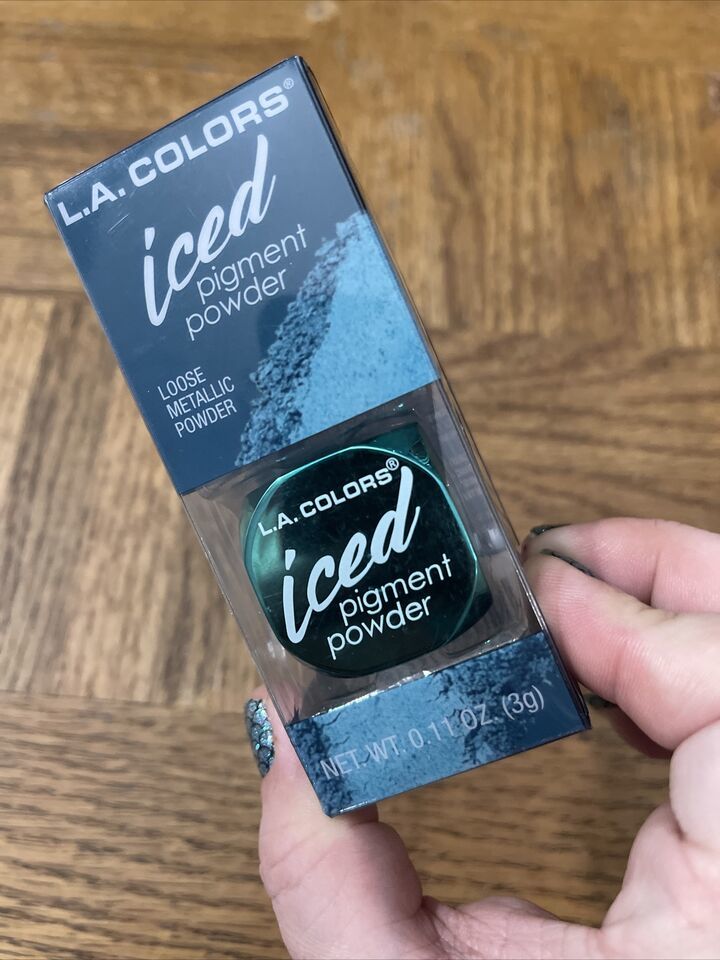 L.A. COLORS®
iced
pigment
powder
LOOSE
METALLIC
POWDER
L.A. COLORS®
iced
pigment
powder
NET WT. 0.11 OZ. (3g)